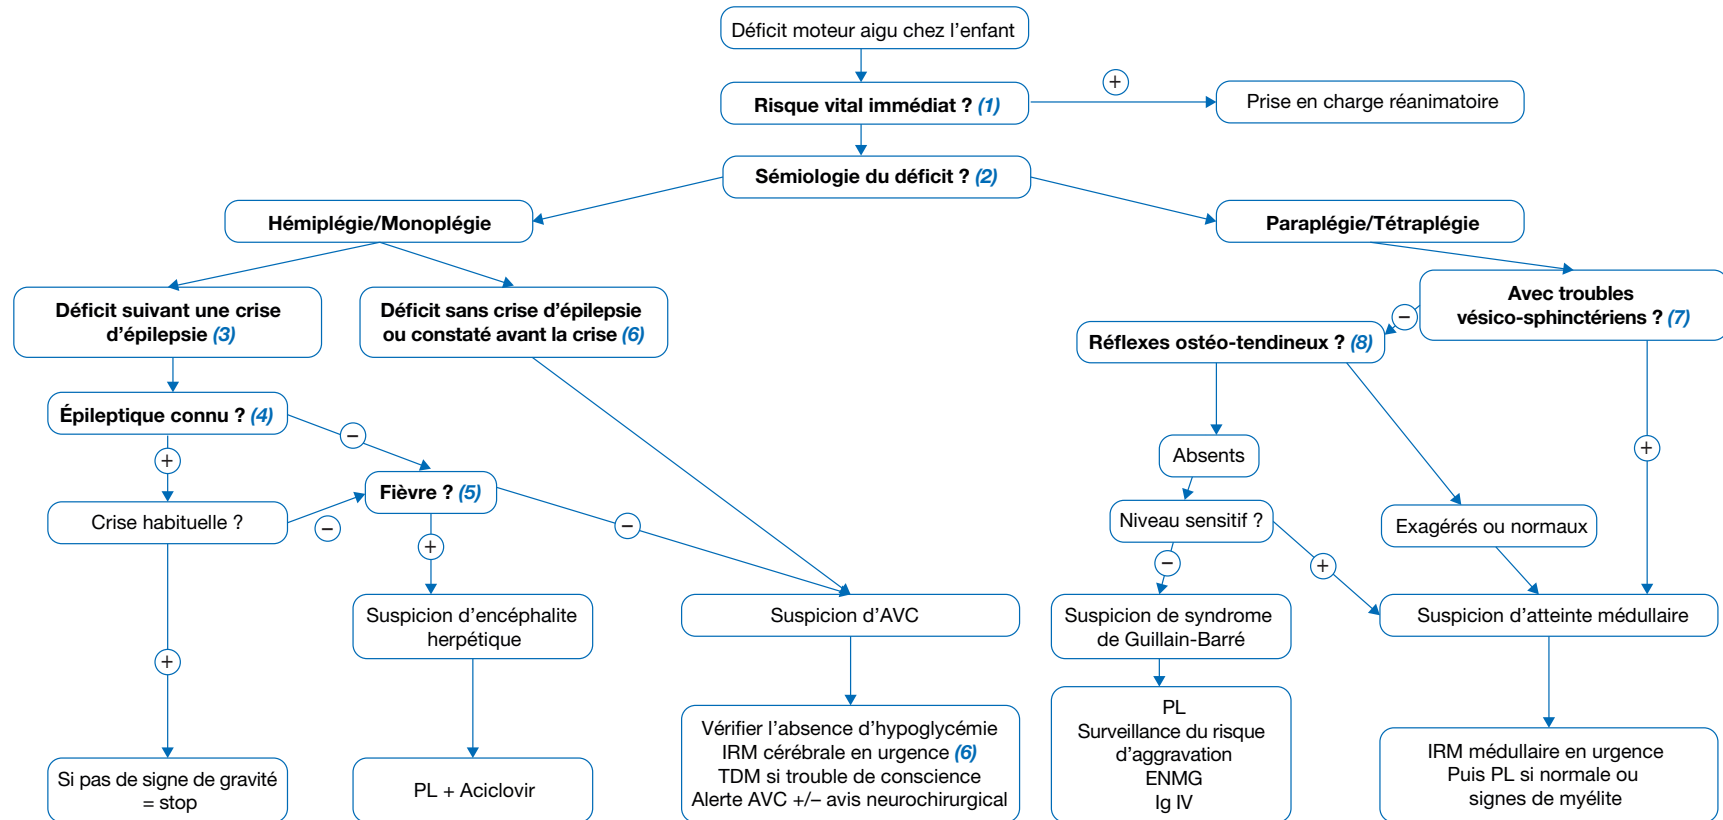 Déficit moteur aigu chez l'enfant
Risque vital immédiat ? (1)
+
Prise en charge réanimatoire
Sémiologie du déficit ? (2)
Hémiplégie/Monoplégie
Paraplégie/Tétraplégie
Déficit suivant une crise
d'épilepsie (3)
Déficit sans crise d'épilepsie
ou constaté avant la crise (6)
Avec troubles
vésico-sphinctériens ? (7)
−
Réflexes ostéo-tendineux ? (8)
Épileptique connu ? (4)
−
+
+
Absents
Fièvre ? (5)
Crise habituelle ?
−
−
+
Niveau sensitif ?
Exagérés ou normaux
−
+
Suspicion d'encéphalite
herpétique
Suspicion d'AVC
Suspicion de syndrome
de Guillain-Barré
Suspicion d'atteinte médullaire
+
Si pas de signe de gravité
= stop
PL + Aciclovir
Vérifier l'absence d'hypoglycémie
IRM cérébrale en urgence (6)
TDM si trouble de conscience
Alerte AVC +/− avis neurochirurgical
PL
Surveillance du risque
d'aggravation
ENMG
Ig IV
IRM médullaire en urgence
Puis PL si normale ou
signes de myélite